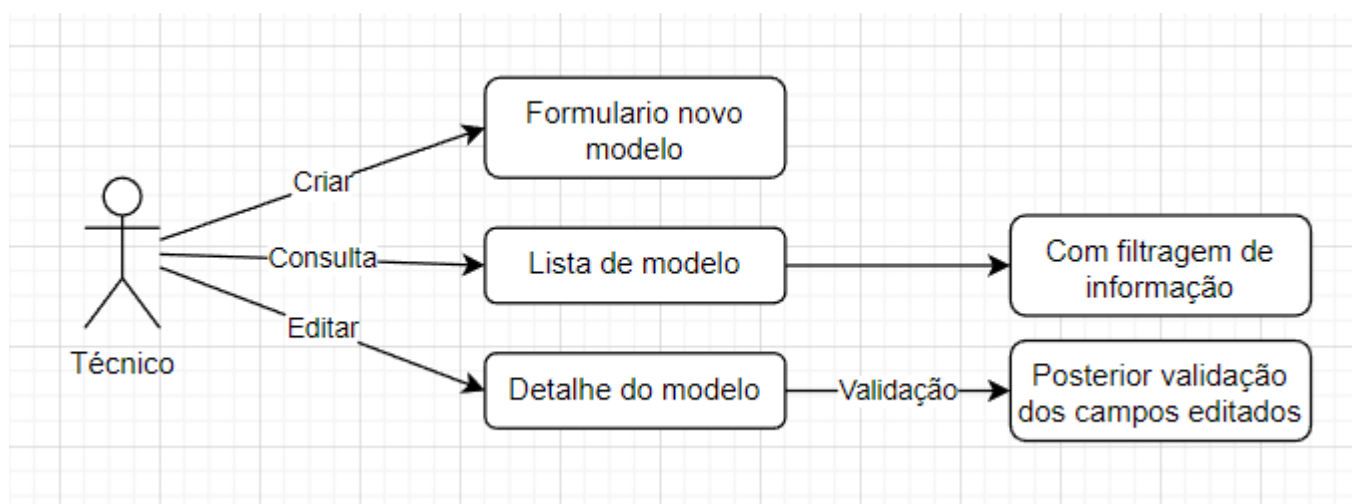 Formulario novo
modelo
Criar
Consulta
Lista de modelo
Com filtragem de
informação
Editar
Técnico
Detalhe do modelo
Validação
Posterior validação
dos campos editados